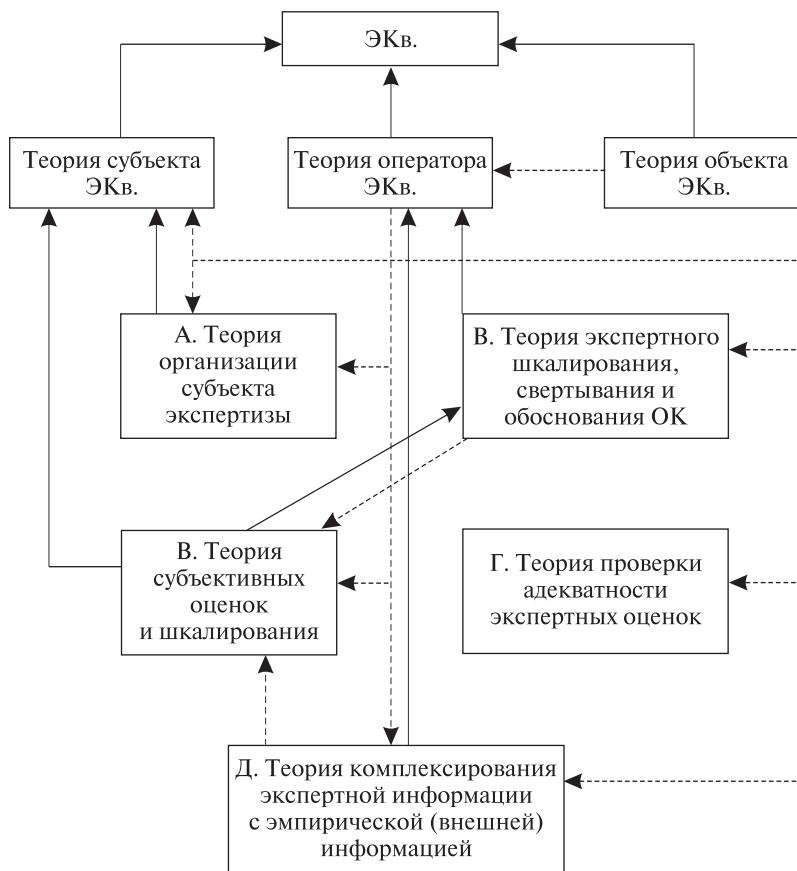 ЭКв.
Теория субъекта
ЭКв.
Теория оператора
ЭКв.
Теория объекта
ЭКв.
А. Теория
организации
субъекта
экспертизы
В. Теория экспертного
шкалирования,
свертывания и
обоснования ОК
В. Теория
субъективных
оценок
и шкалирования
Г. Теория проверки
адекватности
экспертных оценок
Д. Теория комплексирования
экспертной информации
с эмпирической (внешней)
информацией